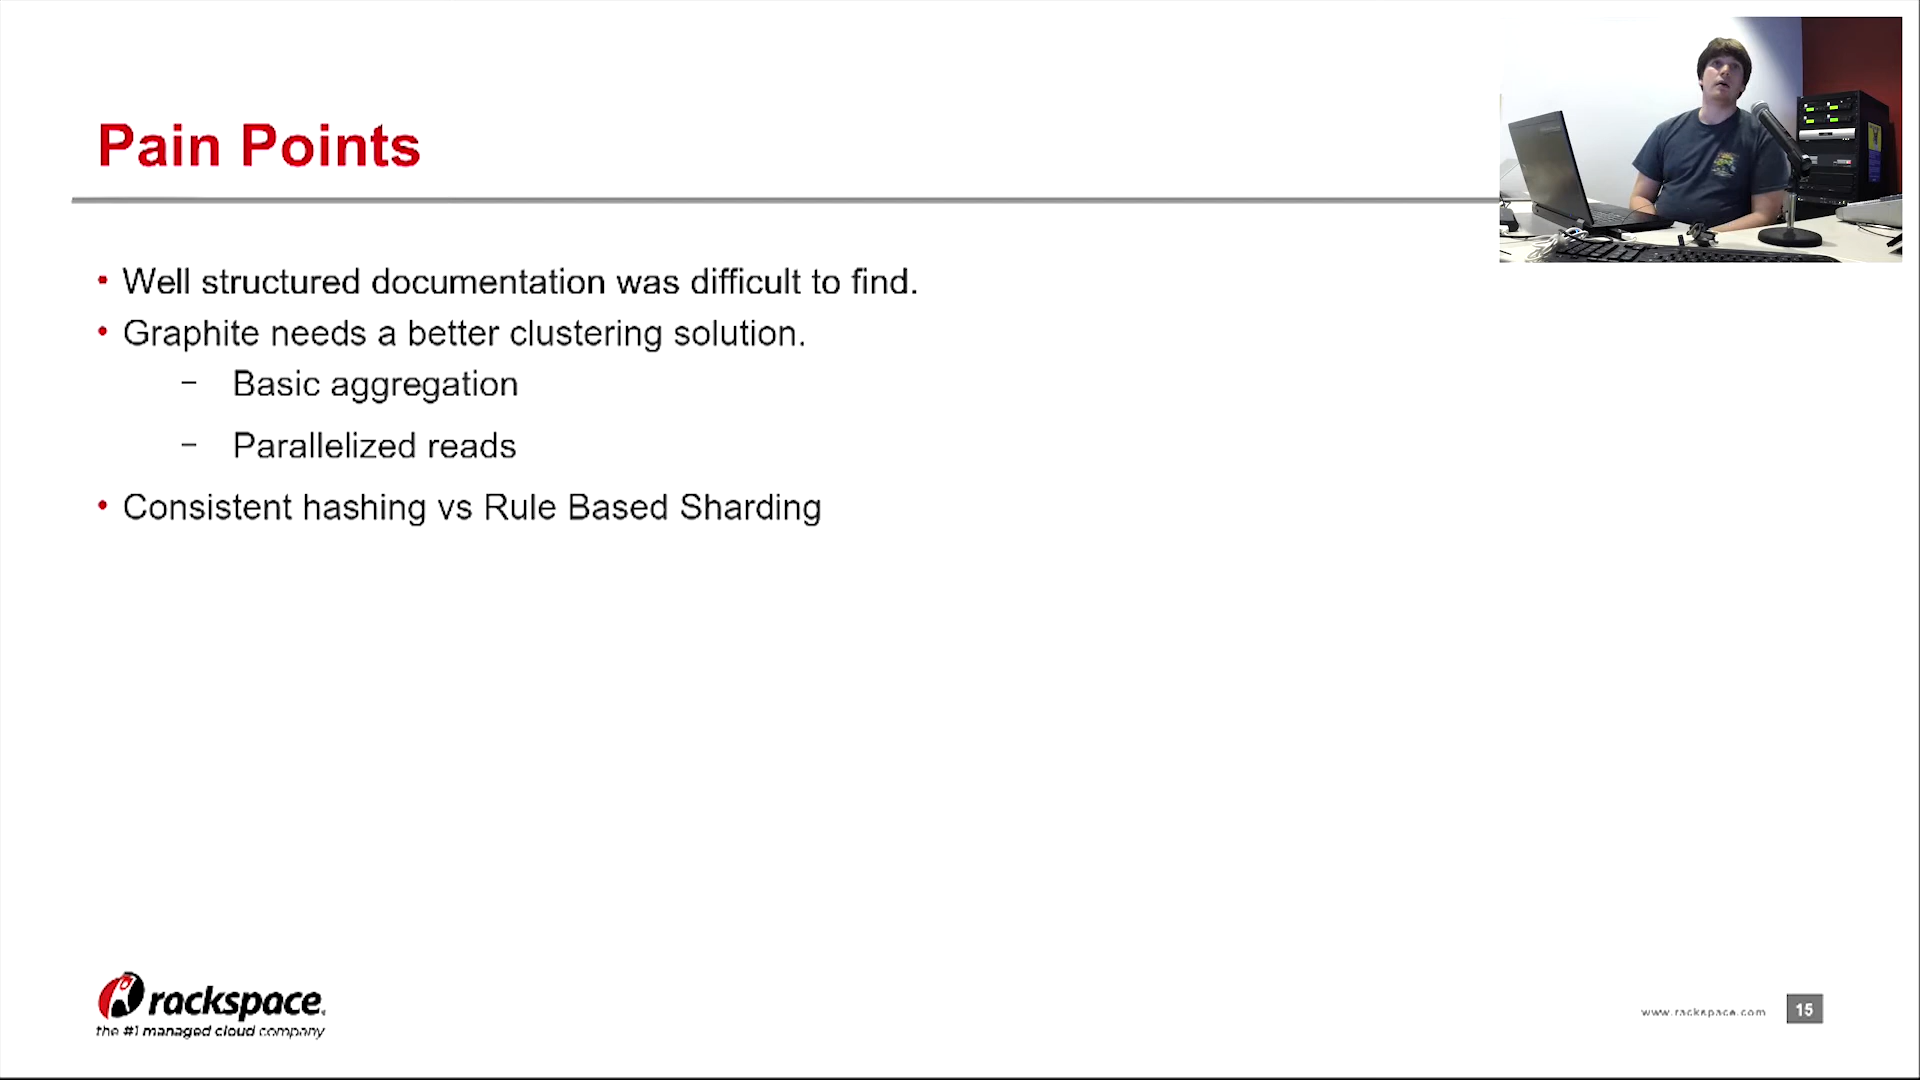 Pain Points
• Well structured documentation was difficult to find.
• Graphite needs a better clustering solution.
– Basic aggregation
– Parallelized reads
• Consistent hashing vs Rule Based Sharding
rackspace
the #1 managed cloud company
www.rackspace.com 15